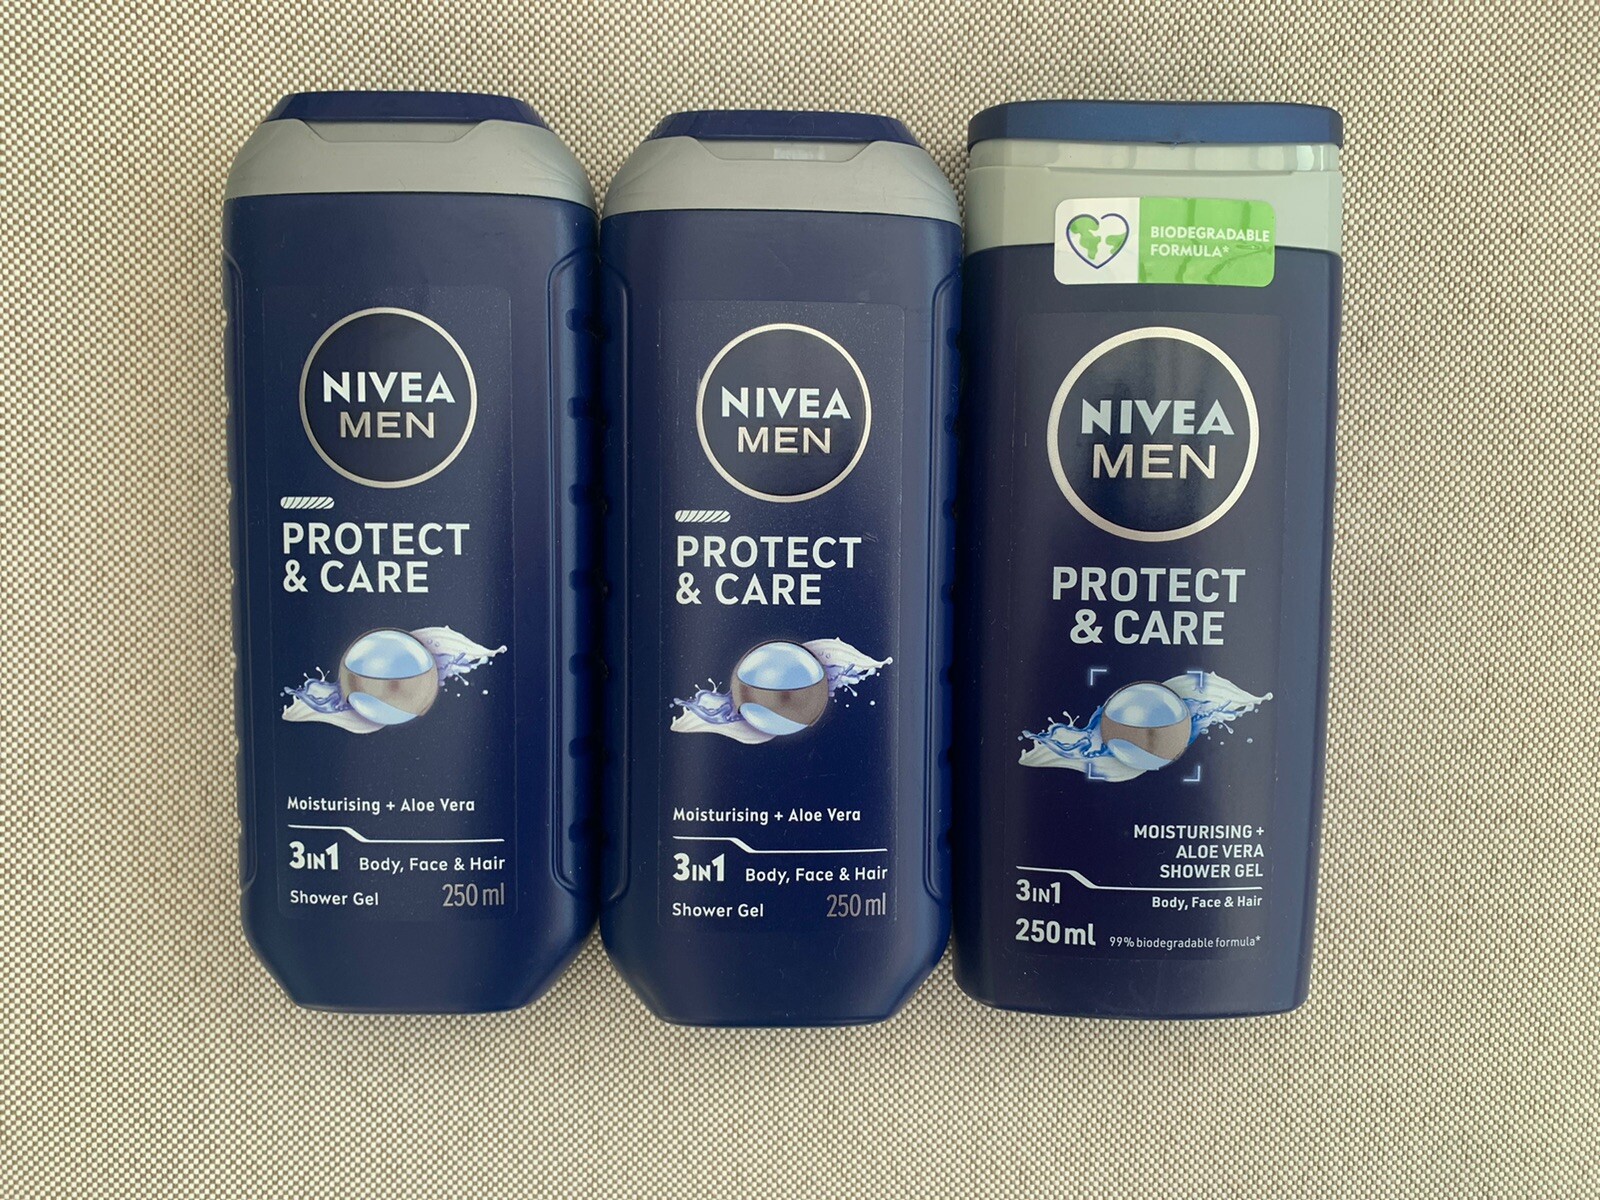 NIVEA
MEN
PROTECT
& CARE
Moisturising + Aloe Vera
3IN1 Body, Face & Hair
Shower Gel 250 ml
NIVEA
MEN
PROTECT
& CARE
Moisturising + Aloe Vera
3IN1 Body, Face & Hair
Shower Gel 250 ml
BIODEGRADABLE
FORMULA*
NIVEA
MEN
PROTECT
& CARE
MOISTURISING +
ALOE VERA
SHOWER GEL
3IN1 Body, Face & Hair
250 ml 99% biodegradable formula*